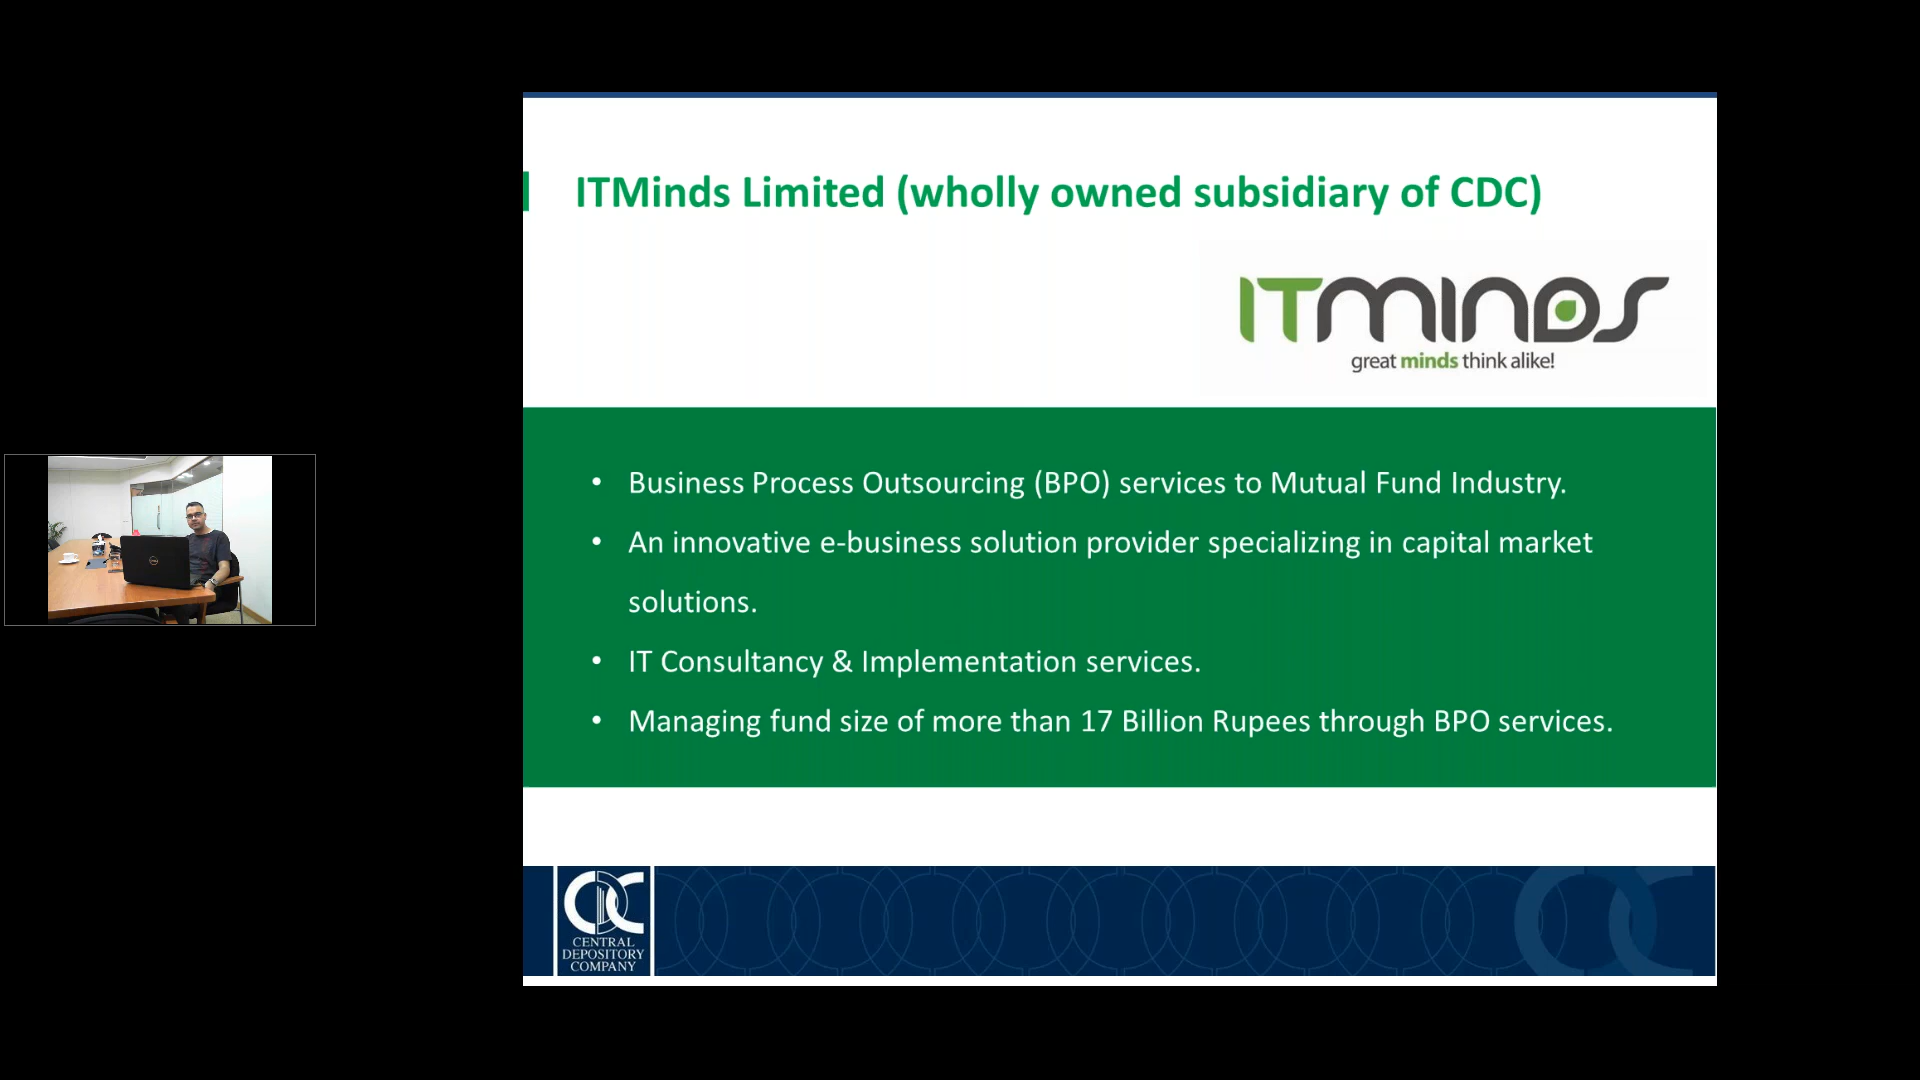 ITMinds Limited (wholly owned subsidiary of CDC)
ITMINDS
great minds think alike!
• Business Process Outsourcing (BPO) services to Mutual Fund Industry.
• An innovative e-business solution provider specializing in capital market
solutions.
• IT Consultancy & Implementation services.
• Managing fund size of more than 17 Billion Rupees through BPO services.
CDC
CENTRAL
DEPOSITORY
COMPANY